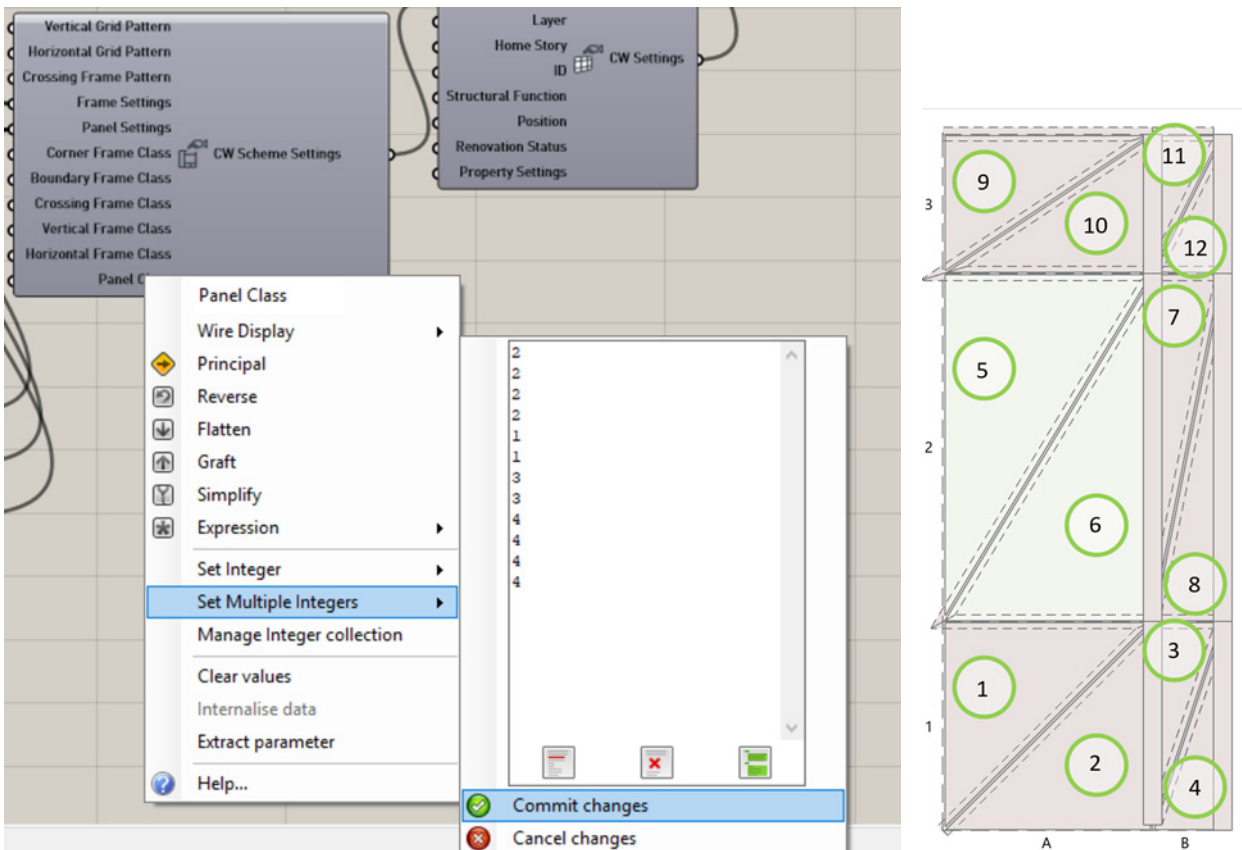 Vertical Grid Pattern
Horizontal Grid Pattern
Crossing Frame Pattern
Frame Settings
Panel Settings
Corner Frame Class
Boundary Frame Class
Crossing Frame Class
Vertical Frame Class
Horizontal Frame Class
Panel C
CW Scheme Settings
Layer
Home Story
ID
Structural Function
Position
Renovation Status
Property Settings
CW Settings
Panel Class
Wire Display
Principal
Reverse
Flatten
Graft
Simplify
Expression
Set Integer
Set Multiple Integers
Manage Integer collection
Clear values
Internalise data
Extract parameter
Help...
2
2
2
2
1
1
3
3
4
4
4
4
Commit changes
Cancel changes
9
11
3
10
12
7
5
2
6
8
3
1
1
2
4
A
B